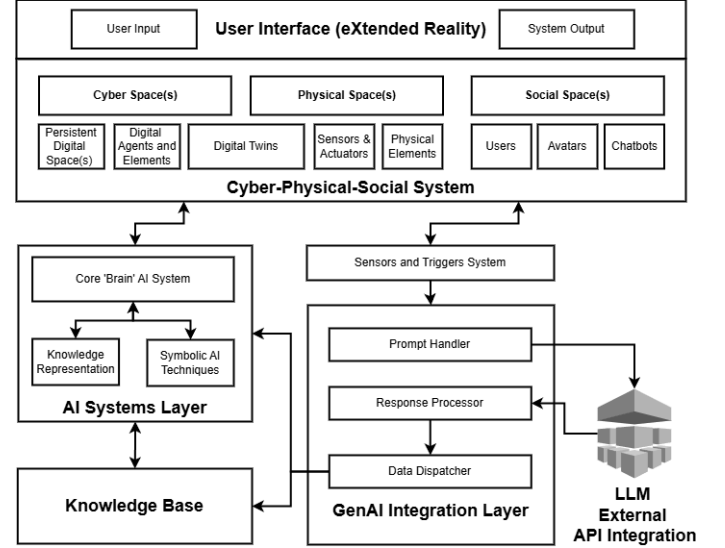 User Input
User Interface (eXtended Reality)
System Output
Cyber Space(s)
Physical Space(s)
Social Space(s)
Persistent
Digital
Space(s)
Digital
Agents and
Elements
Digital Twins
Sensors &
Actuators
Physical
Elements
Users
Avatars
Chatbots
Cyber-Physical-Social System
Core 'Brain' AI System
Knowledge
Representation
Symbolic AI
Techniques
AI Systems Layer
Knowledge Base
Sensors and Triggers System
Prompt Handler
Response Processor
Data Dispatcher
GenAI Integration Layer
LLM
External
API Integration